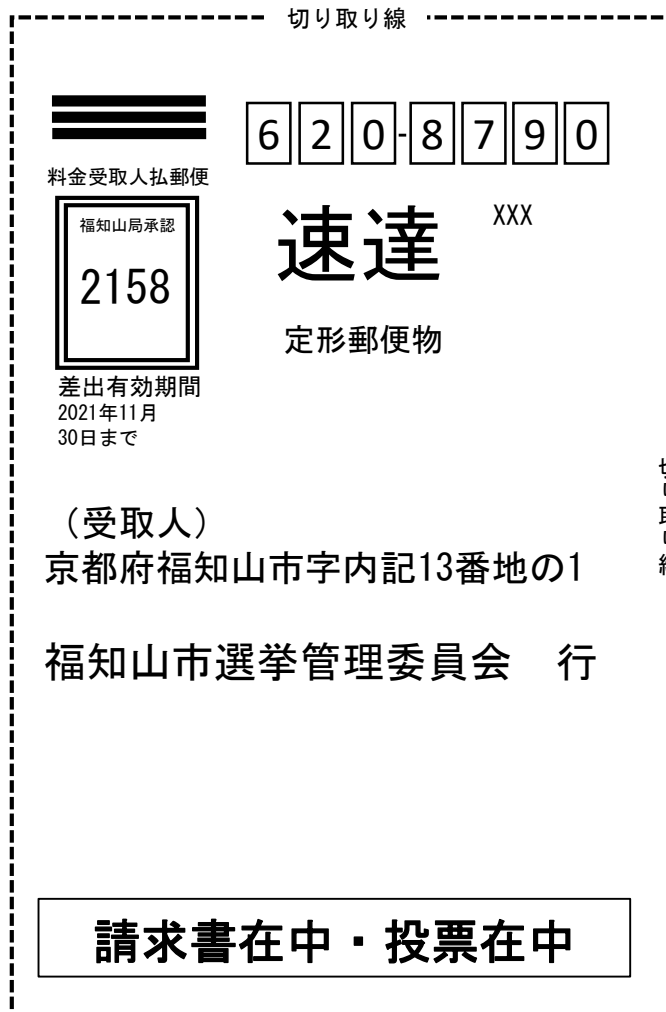 切り取り線
620-8790
料金受取人払郵便
福知山局承認
2158
速達
XXX
定形郵便物
差出有効期間
2021年11月
30日まで
切り取り線
（受取人）
京都府福知山市字内記13番地の1
福知山市選挙管理委員会　行
請求書在中・投票在中